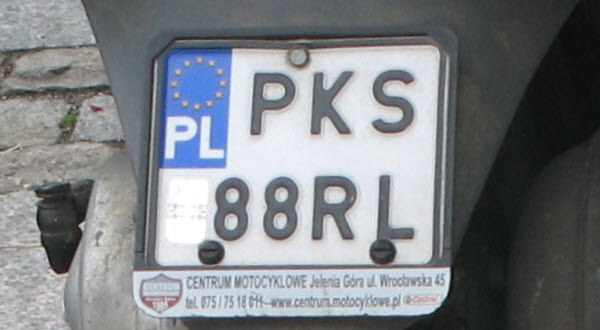 PL
PKS
88RL
CENTRUM MOTOCYKLOWE Jelenia Góra ul. Wrocławska 45
tel. 075 / 75 18 011 www.centrum.motocyklowe.pl Castrol
CENTRUM